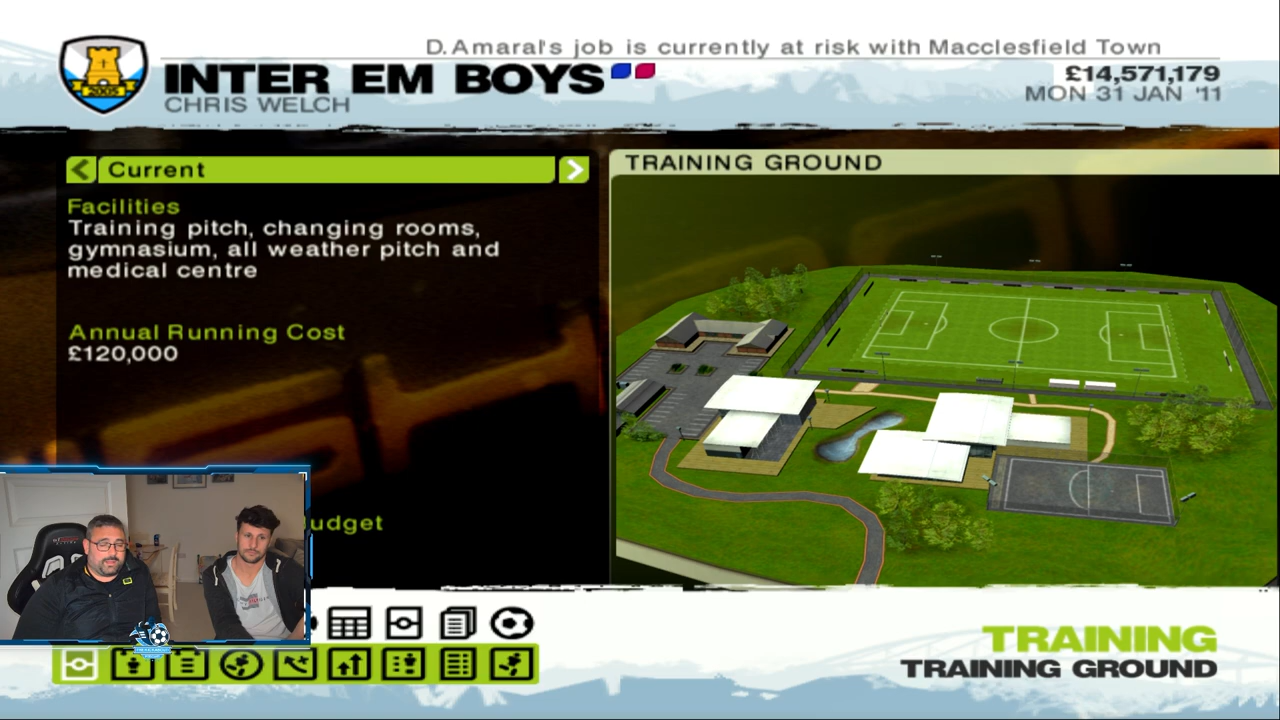 D.Amaral's job is currently at risk with Macclesfield Town
INTER EM BOYS
£14,571,179
CHRIS WELCH
MON 31 JAN '11
2005
Current
TRAINING GROUND
Facilities
Training pitch, changing rooms,
gymnasium, all weather pitch and
medical centre
Annual Running Cost
£120,000
udget
TRAINING
TRAINING GROUND